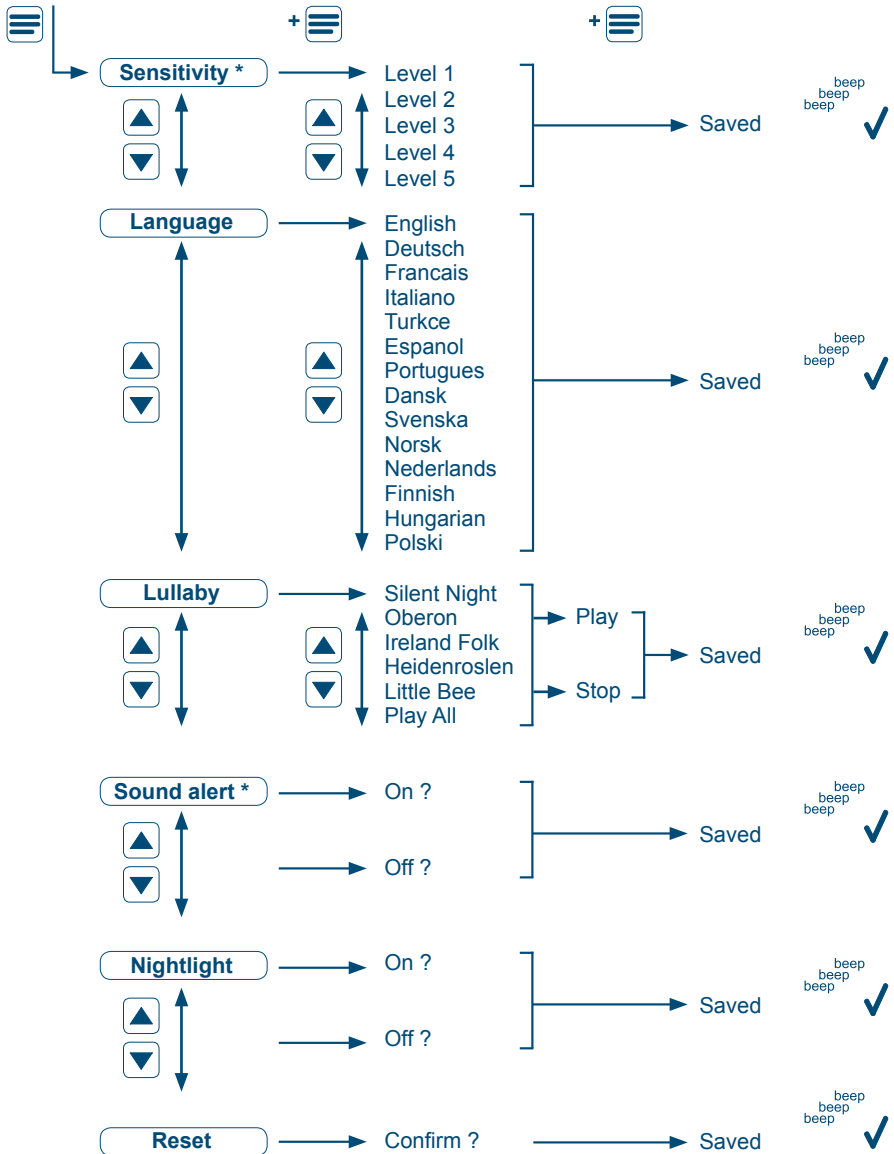 +
+
Sensitivity *
Level 1
Level 2
Level 3
Level 4
Level 5
Saved
beep
beep
beep
Language
English
Deutsch
Francais
Italiano
Turkce
Espanol
Portugues
Dansk
Svenska
Norsk
Nederlands
Finnish
Hungarian
Polski
Saved
beep
beep
beep
Lullaby
Silent Night
Oberon
Ireland Folk
Heidenroslen
Little Bee
Play All
Play
Stop
Saved
beep
beep
beep
Sound alert *
On ?
Off ?
Saved
beep
beep
beep
Nightlight
On ?
Off ?
Saved
beep
beep
beep
Reset
Confirm ?
Saved
beep
beep
beep